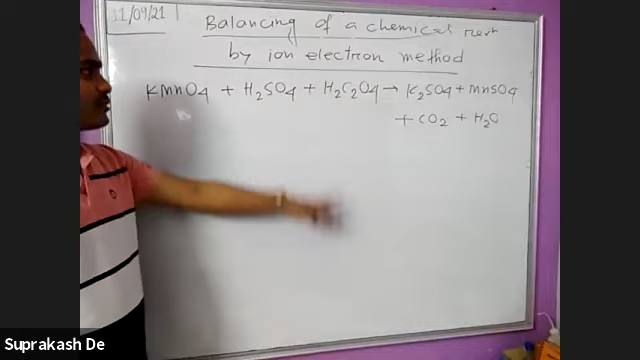 11/09/21
Balancing of a chemical
by ion electron method
KMnO4 + H2SO4 + H2C2O4 → K2SO4 + MnSO4
+ CO2 + H2O
Suprakash De